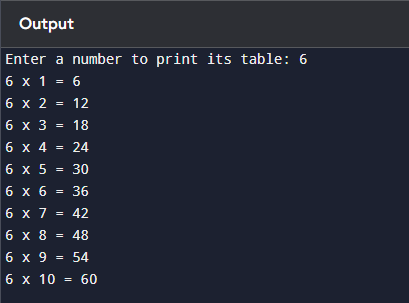 Output
Enter a number to print its table: 6
6 x 1 = 6
6 x 2 = 12
6 x 3 = 18
6 x 4 = 24
6 x 5 = 30
6 x 6 = 36
6 x 7 = 42
6 x 8 = 48
6 x 9 = 54
6 x 10 = 60